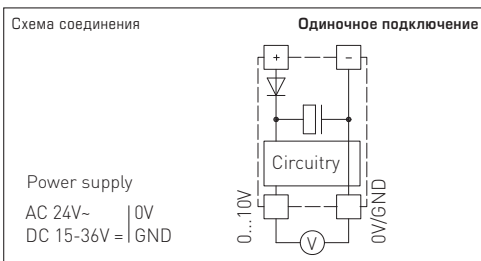 Схема соединения
Одиночное подключение
+ −
Circuitry
Power supply
AC 24V~ | 0V
DC 15-36V = | GND
0...10V
0V/GND
V